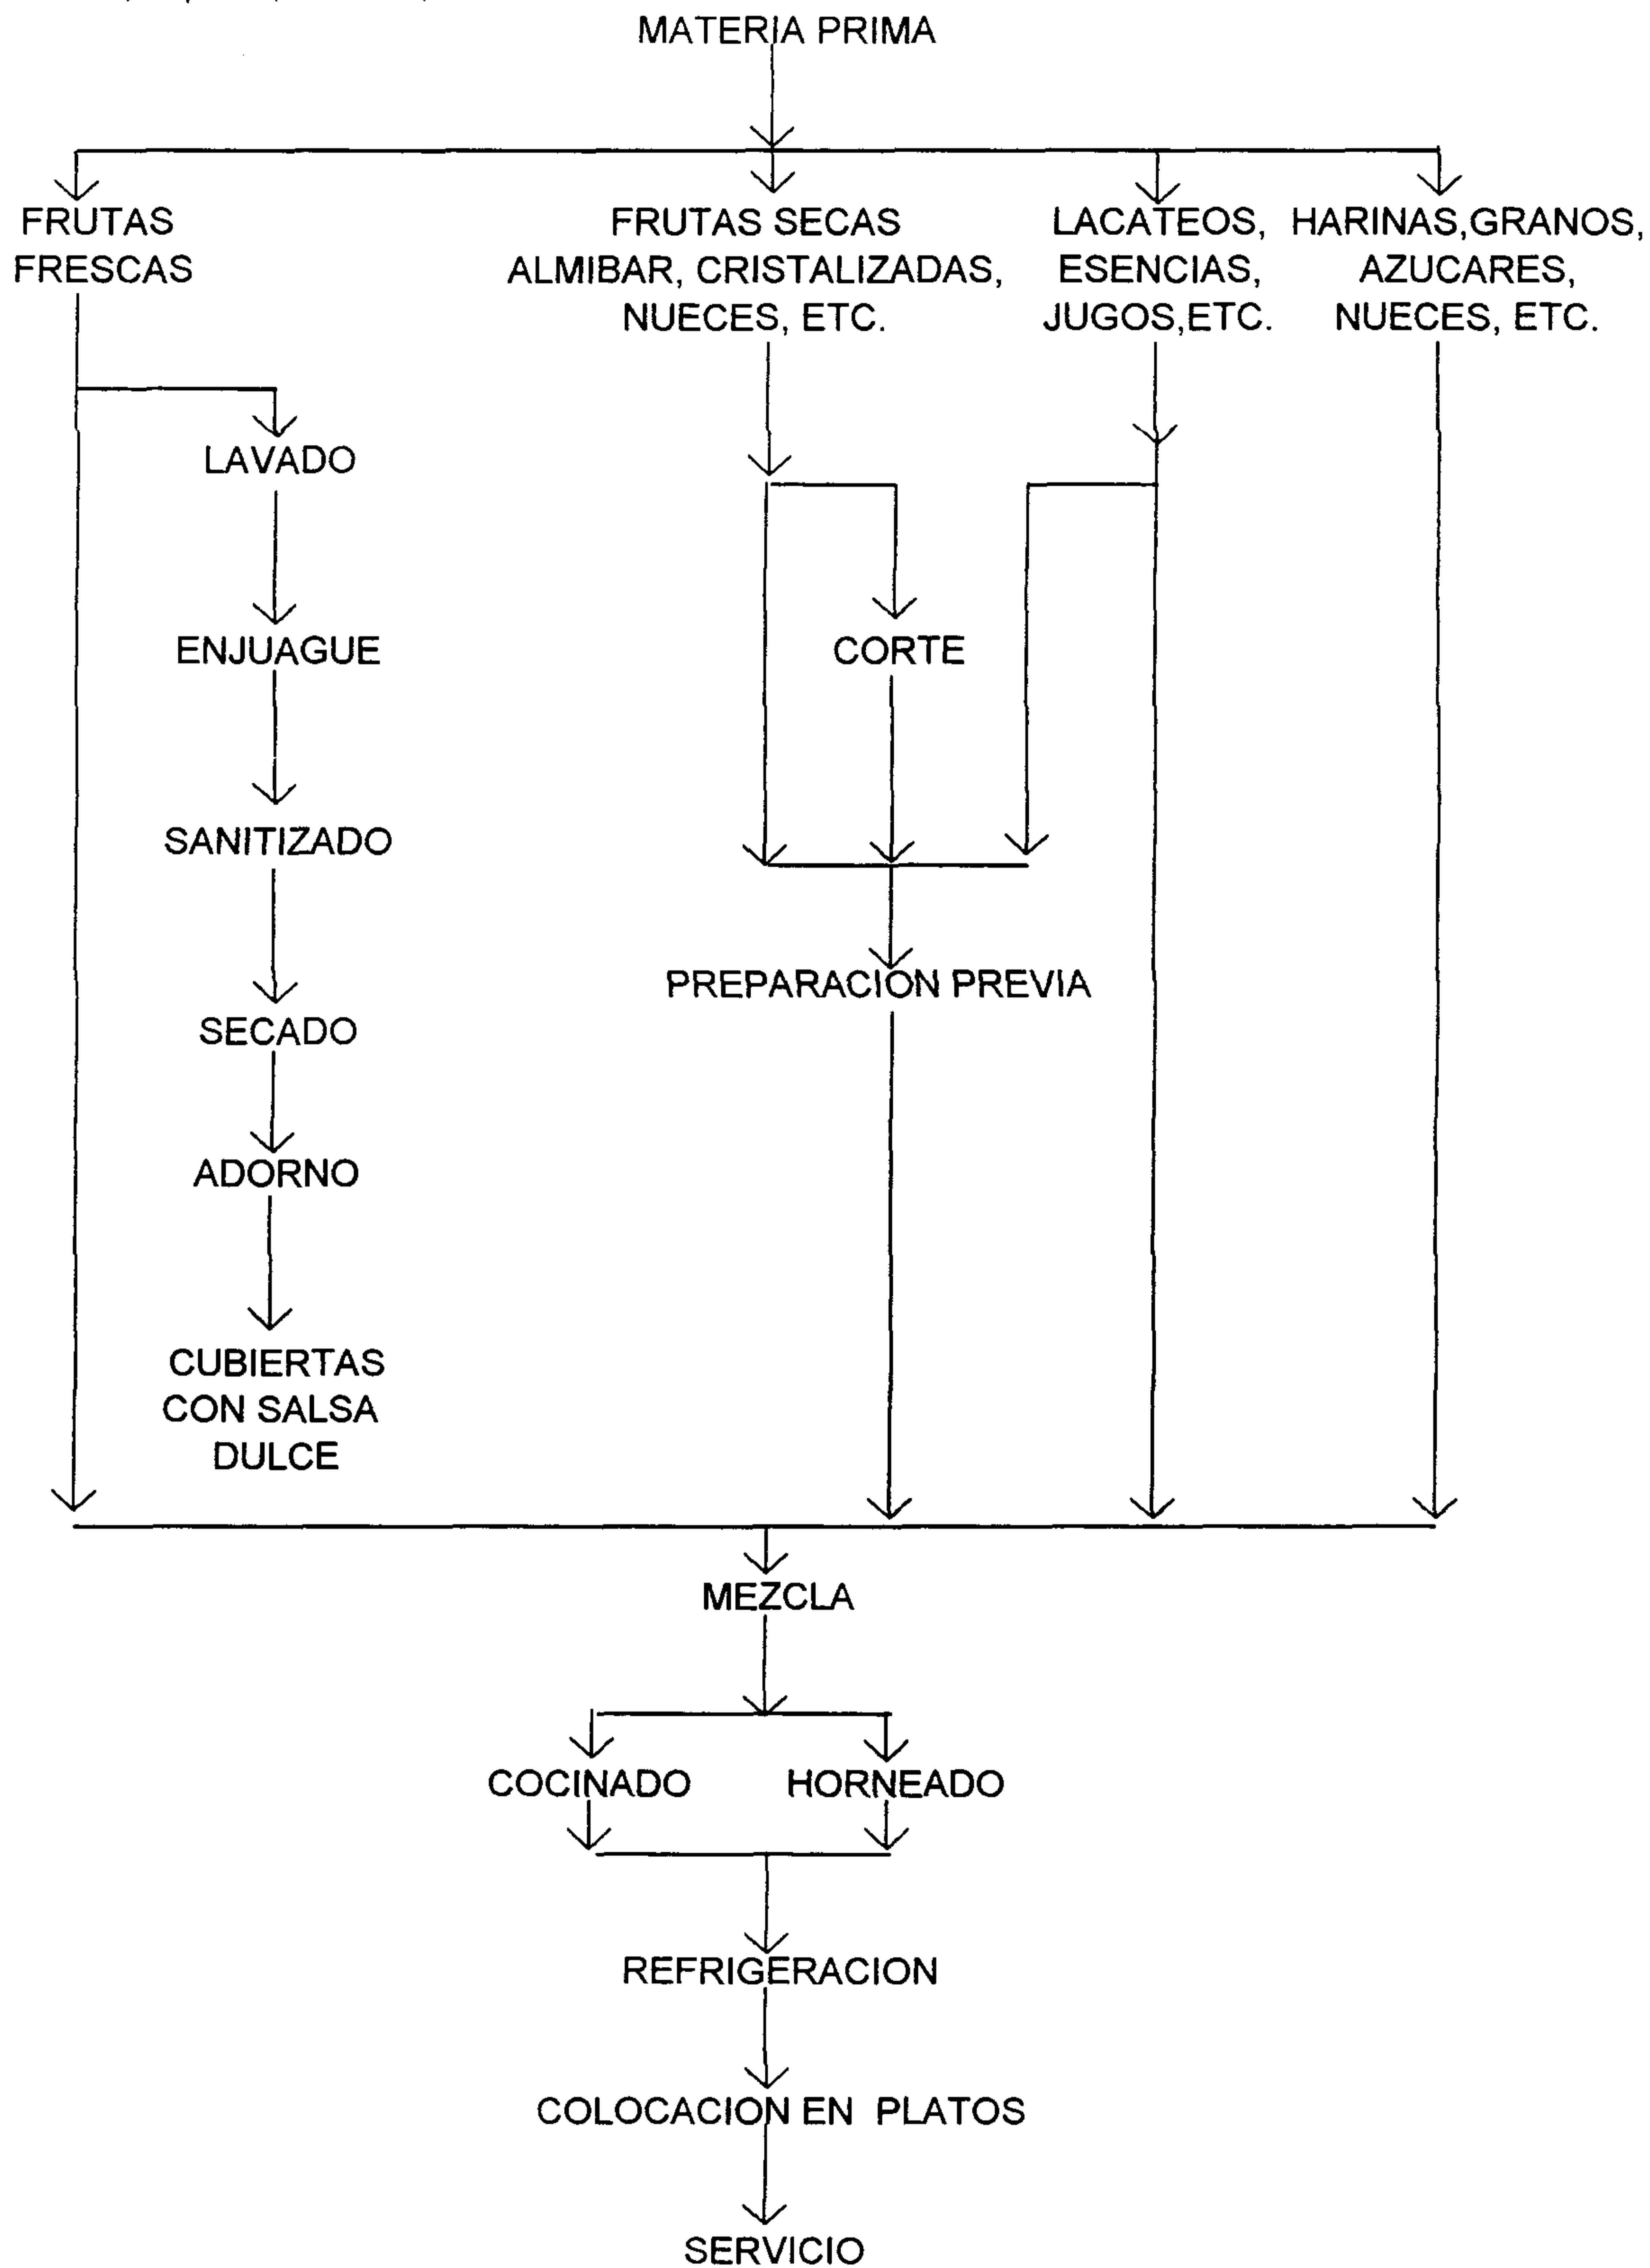 MATERIA PRIMA
FRUTAS
FRESCAS
FRUTAS SECAS
ALMIBAR, CRISTALIZADAS,
NUECES, ETC.
LACATEOS,
ESENCIAS,
JUGOS,ETC.
HARINAS,GRANOS,
AZUCARES,
NUECES, ETC.
LAVADO
ENJUAGUE
CORTE
SANITIZADO
PREPARACION PREVIA
SECADO
ADORNO
CUBIERTAS
CON SALSA
DULCE
MEZCLA
COCINADO
HORNEADO
REFRIGERACION
COLOCACION EN PLATOS
SERVICIO